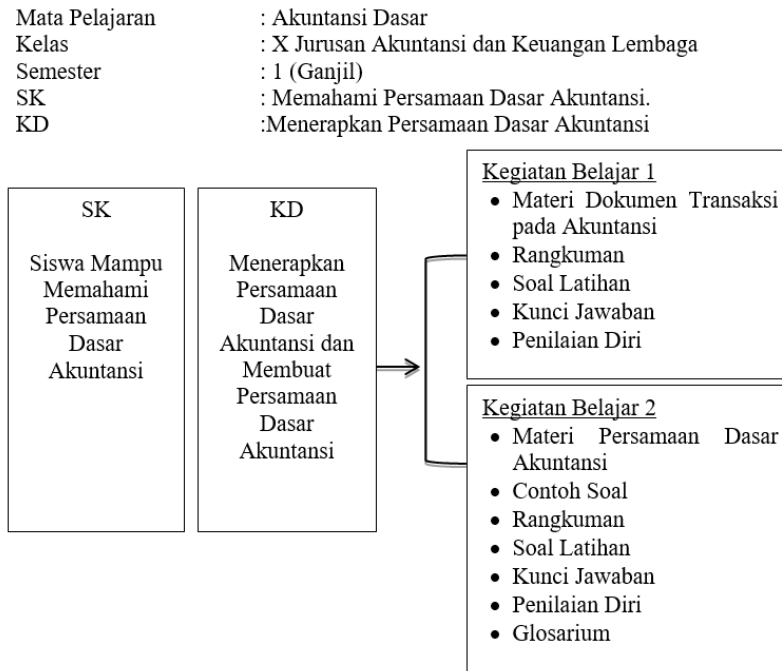 Mata Pelajaran : Akuntansi Dasar
Kelas : X Jurusan Akuntansi dan Keuangan Lembaga
Semester : 1 (Ganjil)
SK : Memahami Persamaan Dasar Akuntansi.
KD :Menerapkan Persamaan Dasar Akuntansi
SK
Siswa Mampu
Memahami
Persamaan
Dasar
Akuntansi
KD
Menerapkan
Persamaan
Dasar
Akuntansi dan
Membuat
Persamaan
Dasar
Akuntansi
Kegiatan Belajar 1
• Materi Dokumen Transaksi
pada Akuntansi
• Rangkuman
• Soal Latihan
• Kunci Jawaban
• Penilaian Diri
Kegiatan Belajar 2
• Materi Persamaan Dasar
Akuntansi
• Contoh Soal
• Rangkuman
• Soal Latihan
• Kunci Jawaban
• Penilaian Diri
• Glosarium